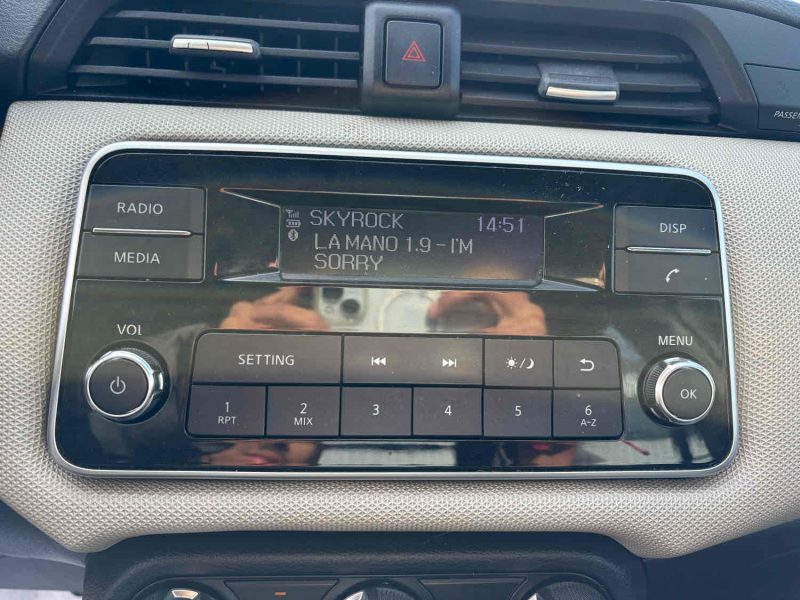 PASSEN
RADIO
MEDIA
SKYROCK 14:51
LA MANO 1.9 - I'M
SORRY
DISP
VOL
MENU
SETTING
OK
1
RPT
2
MIX
3
4
5
6
A-Z